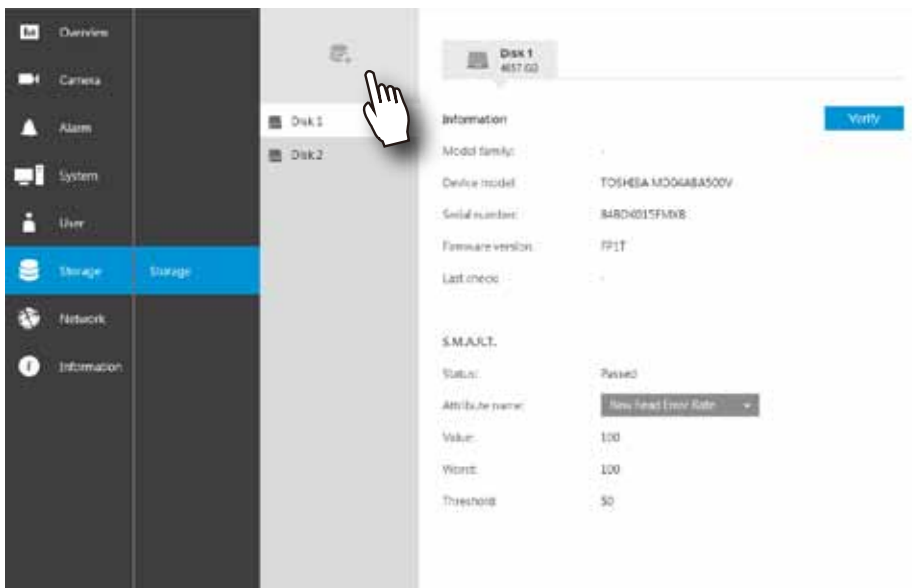 Overview
Camera
Alarm
System
User
Storage
Storage
Network
Information
Disk 1
Disk 2
Disk 1
4657 GB
Information
Verify
Model family: -
Device model TOSHIBA MD04ABA500V
Serial number:
Firmware version: FP1T
Last check: -
S.M.A.R.T.
Status: Passed
Attribute name: Raw Read Error Rate
Value: 100
Worst: 100
Threshold: 50